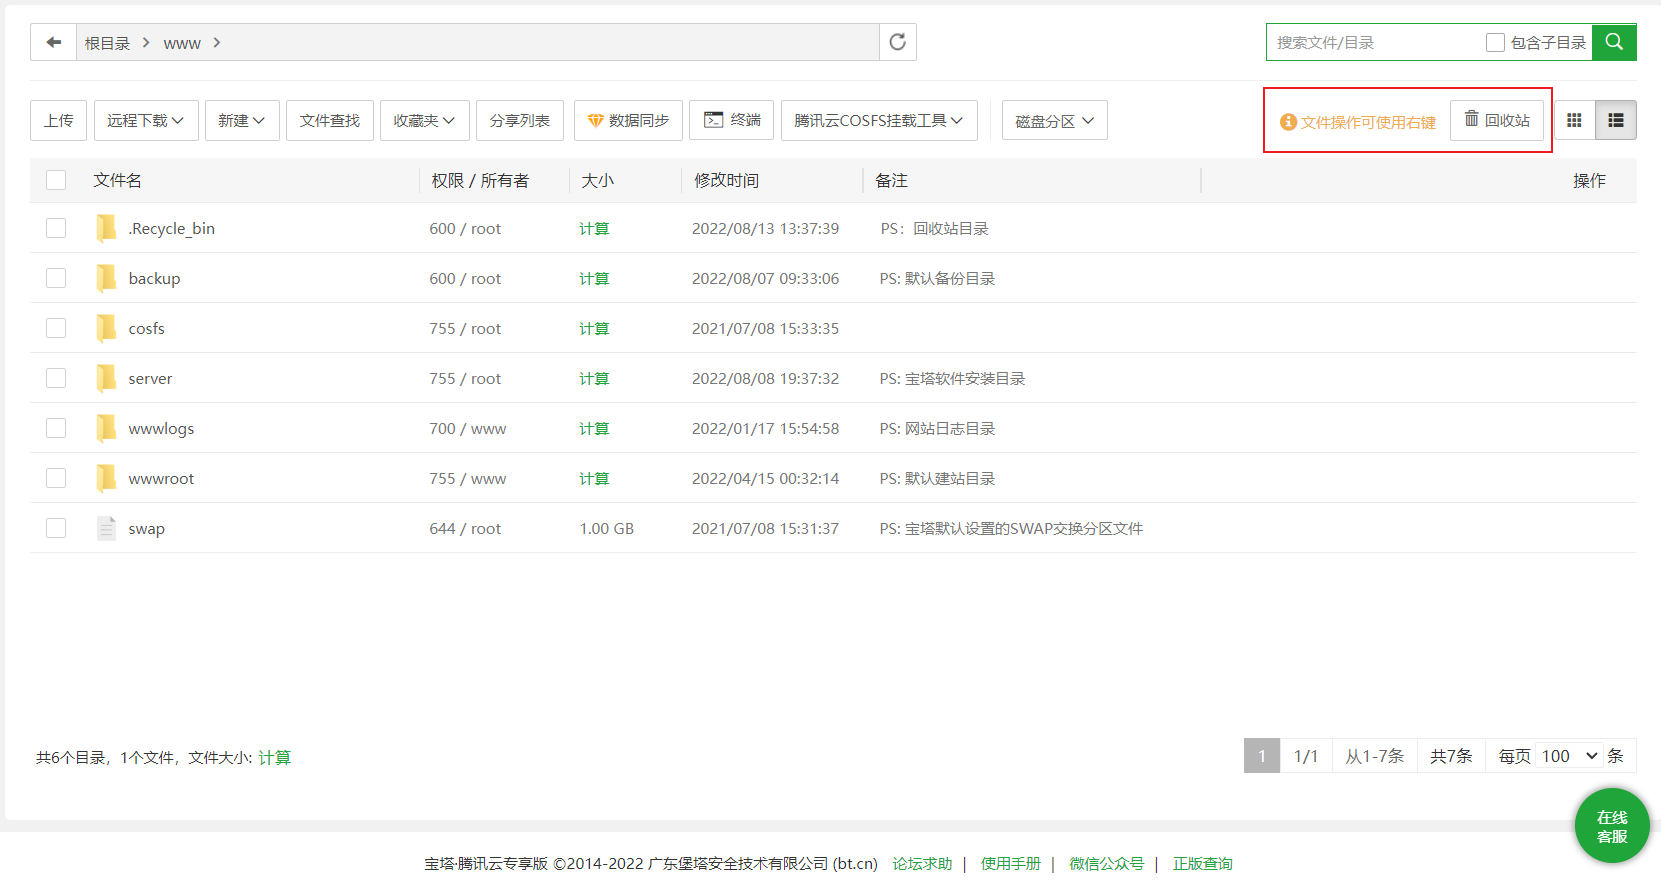 根目录 www
搜索文件/目录 包含子目录
上传 远程下载 新建 文件查找 收藏夹 分享列表 数据同步 终端 腾讯云COSFS挂载工具 磁盘分区 文件操作可使用右键 回收站
文件名 权限 / 所有者 大小 修改时间 备注 操作
.Recycle_bin 600 / root 计算 2022/08/13 13:37:39 PS：回收站目录
backup 600 / root 计算 2022/08/07 09:33:06 PS: 默认备份目录
cosfs 755 / root 计算 2021/07/08 15:33:35
server 755 / root 计算 2022/08/08 19:37:32 PS: 宝塔软件安装目录
wwwlogs 700 / www 计算 2022/01/17 15:54:58 PS: 网站日志目录
wwwroot 755 / www 计算 2022/04/15 00:32:14 PS: 默认建站目录
swap 644 / root 1.00 GB 2021/07/08 15:31:37 PS: 宝塔默认设置的SWAP交换分区文件
共6个目录，1个文件，文件大小: 计算 1 1/1 从1-7条 共7条 每页 100 条
在线
客服
宝塔·腾讯云专享版 ©2014-2022 广东堡塔安全技术有限公司 (bt.cn) 论坛求助 | 使用手册 | 微信公众号 | 正版查询